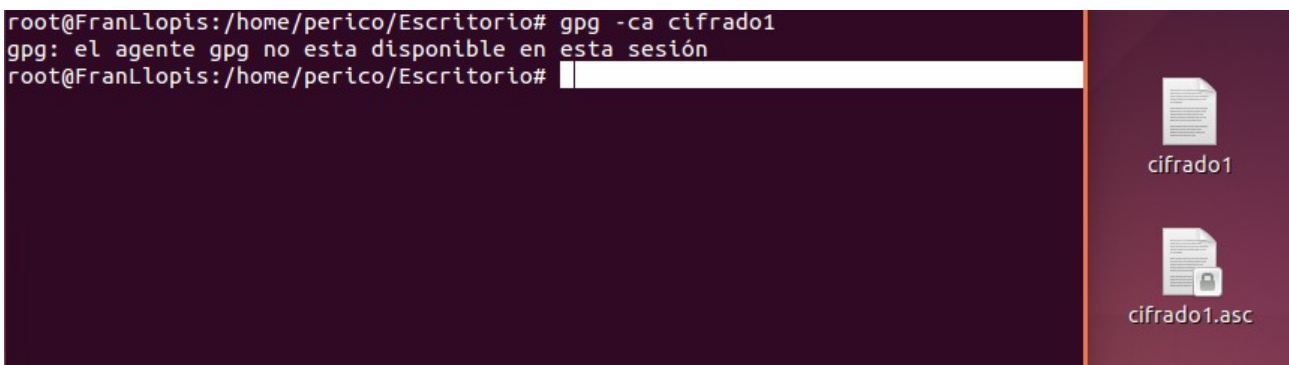 root@FranLlopis:/home/perico/Escritorio# gpg -ca cifrado1
gpg: el agente gpg no esta disponible en esta sesión
root@FranLlopis:/home/perico/Escritorio#
cifrado1
cifrado1.asc